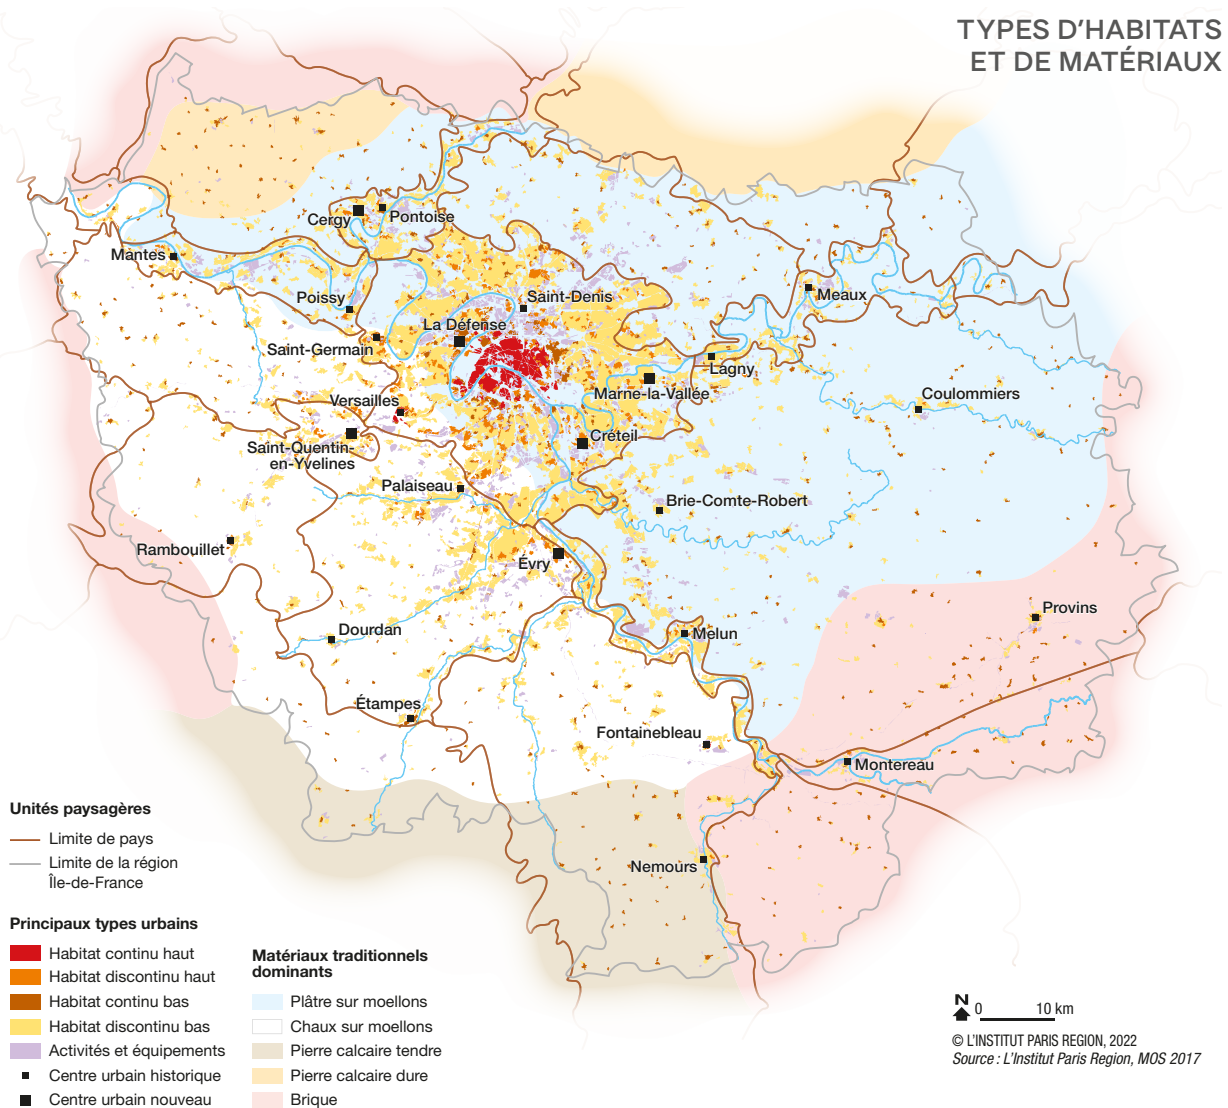 TYPES D'HABITATS
ET DE MATÉRIAUX
Cergy
Pontoise
Mantes
Poissy
Saint-Denis
Meaux
La Défense
Saint-Germain
Lagny
Versailles
Marne-la-Vallée
Coulommiers
Créteil
Saint-Quentin-
en-Yvelines
Palaiseau
Brie-Comte-Robert
Rambouillet
Évry
Provins
Dourdan
Melun
Étampes
Fontainebleau
Montereau
Nemours
Unités paysagères
Limite de pays
Limite de la région
Île-de-France
Principaux types urbains
Habitat continu haut
Habitat discontinu haut
Habitat continu bas
Habitat discontinu bas
Activités et équipements
Centre urbain historique
Centre urbain nouveau
Matériaux traditionnels
dominants
Plâtre sur moellons
Chaux sur moellons
Pierre calcaire tendre
Pierre calcaire dure
Brique
N
0 10 km
© L'INSTITUT PARIS REGION, 2022
Source : L'Institut Paris Region, MOS 2017